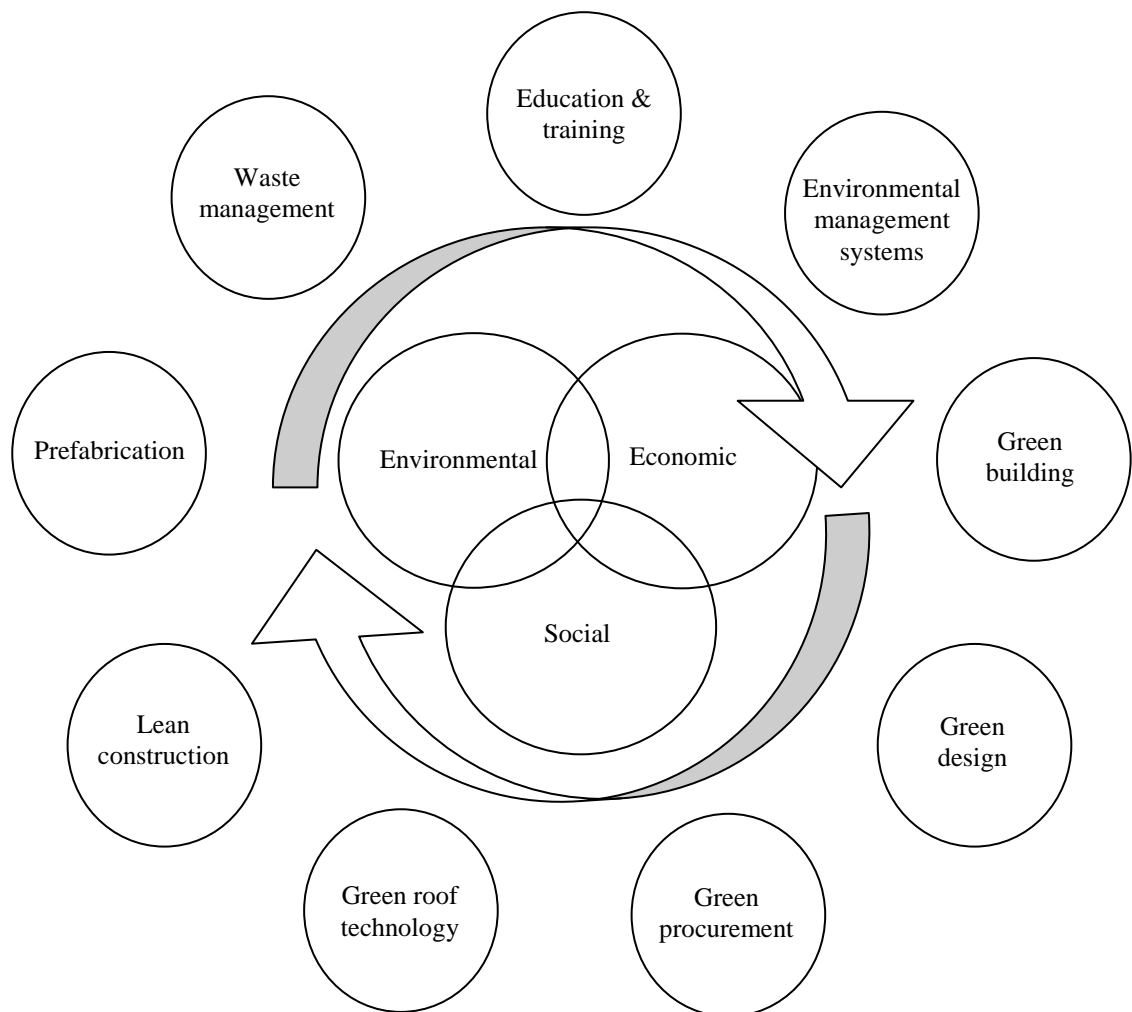 Education &
training
Waste
management
Environmental
management
systems
Prefabrication
Environmental
Economic
Green
building
Social
Lean
construction
Green
design
Green roof
technology
Green
procurement